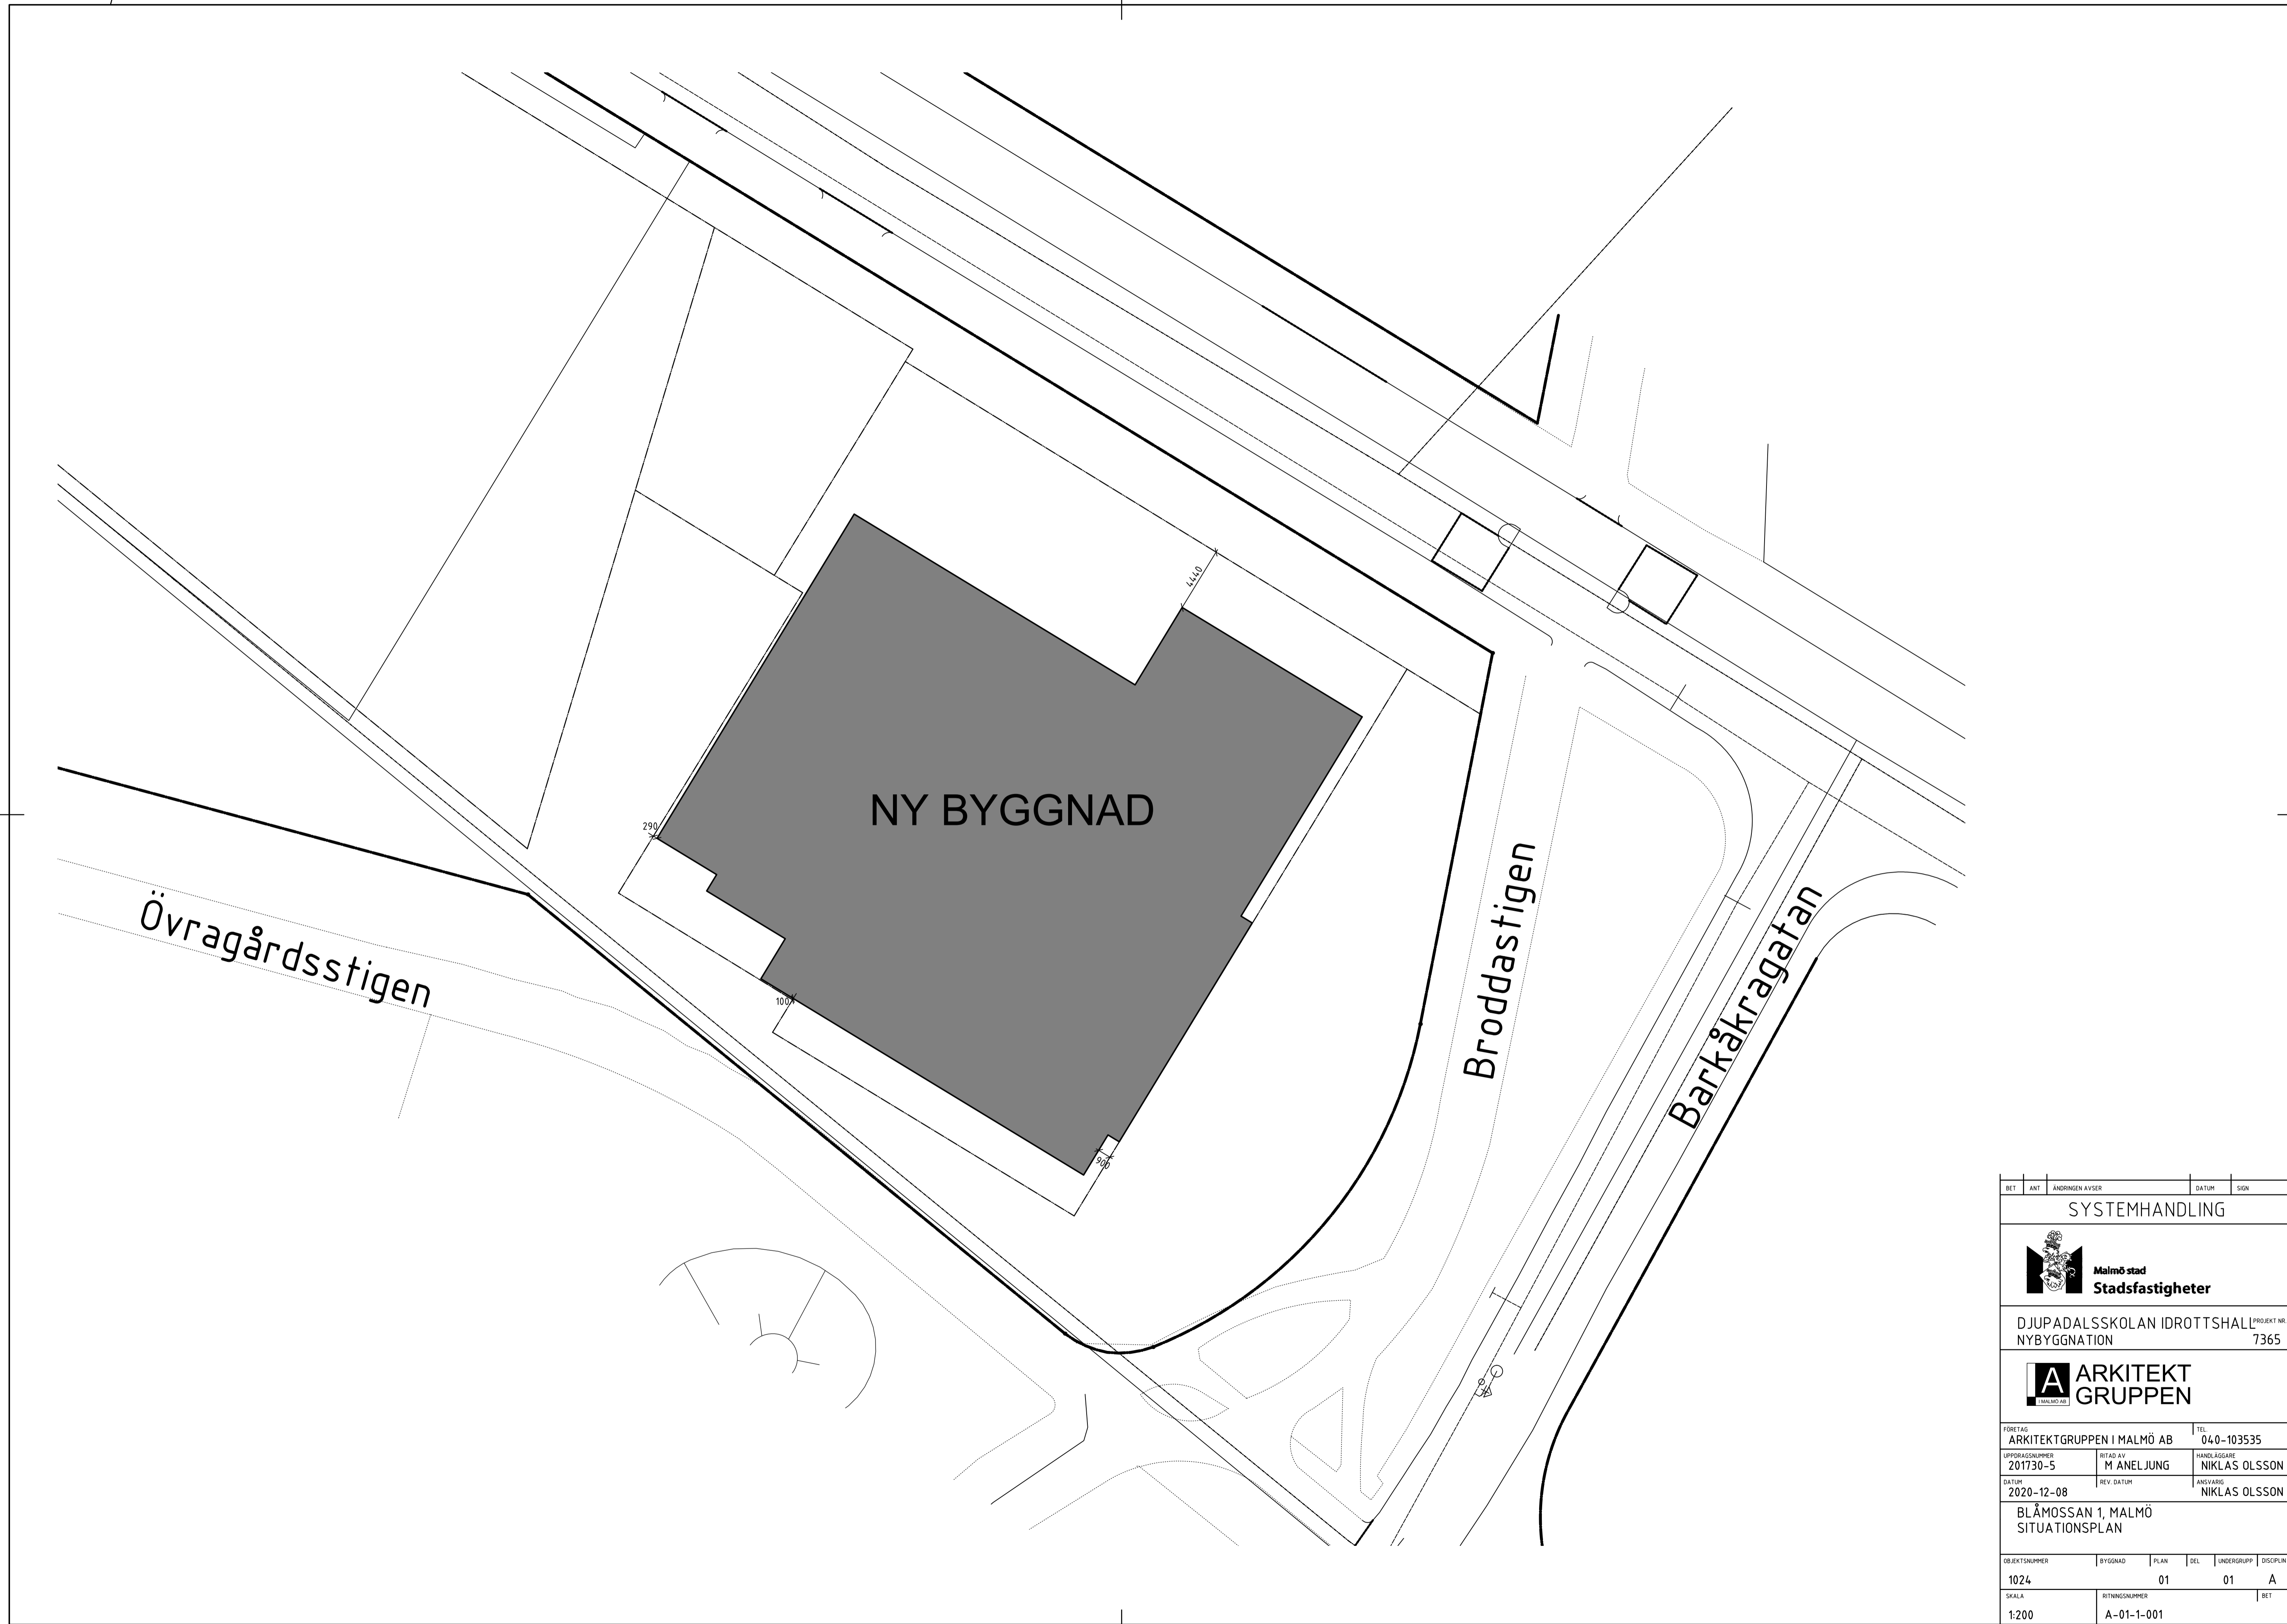 4440
NY BYGGNAD
290
100
900
Övragårdsstigen
Broddastigen
Barkåkragatan
BET ANT ÄNDRINGEN AVSER DATUM SIGN
SYSTEMHANDLING
Malmö stad
Stadsfastigheter
DJUPADALSSKOLAN IDROTTSHALL PROJEKT NR.
NYBYGGNATION 7365
A ARKITEKT
GRUPPEN
I MALMÖ AB
FÖRETAG TEL.
ARKITEKTGRUPPEN I MALMÖ AB 040-103535
UPPDRAGSNUMMER RITAD AV HANDLÄGGARE
201730-5 M ANELJUNG NIKLAS OLSSON
DATUM REV. DATUM ANSVARIG
2020-12-08 NIKLAS OLSSON
BLÅMOSSAN 1, MALMÖ
SITUATIONSPLAN
OBJEKTSNUMMER BYGGNAD PLAN DEL UNDERGRUPP DISCIPLIN
1024 01 01 A
SKALA RITNINGSNUMMER BET
1:200 A-01-1-001